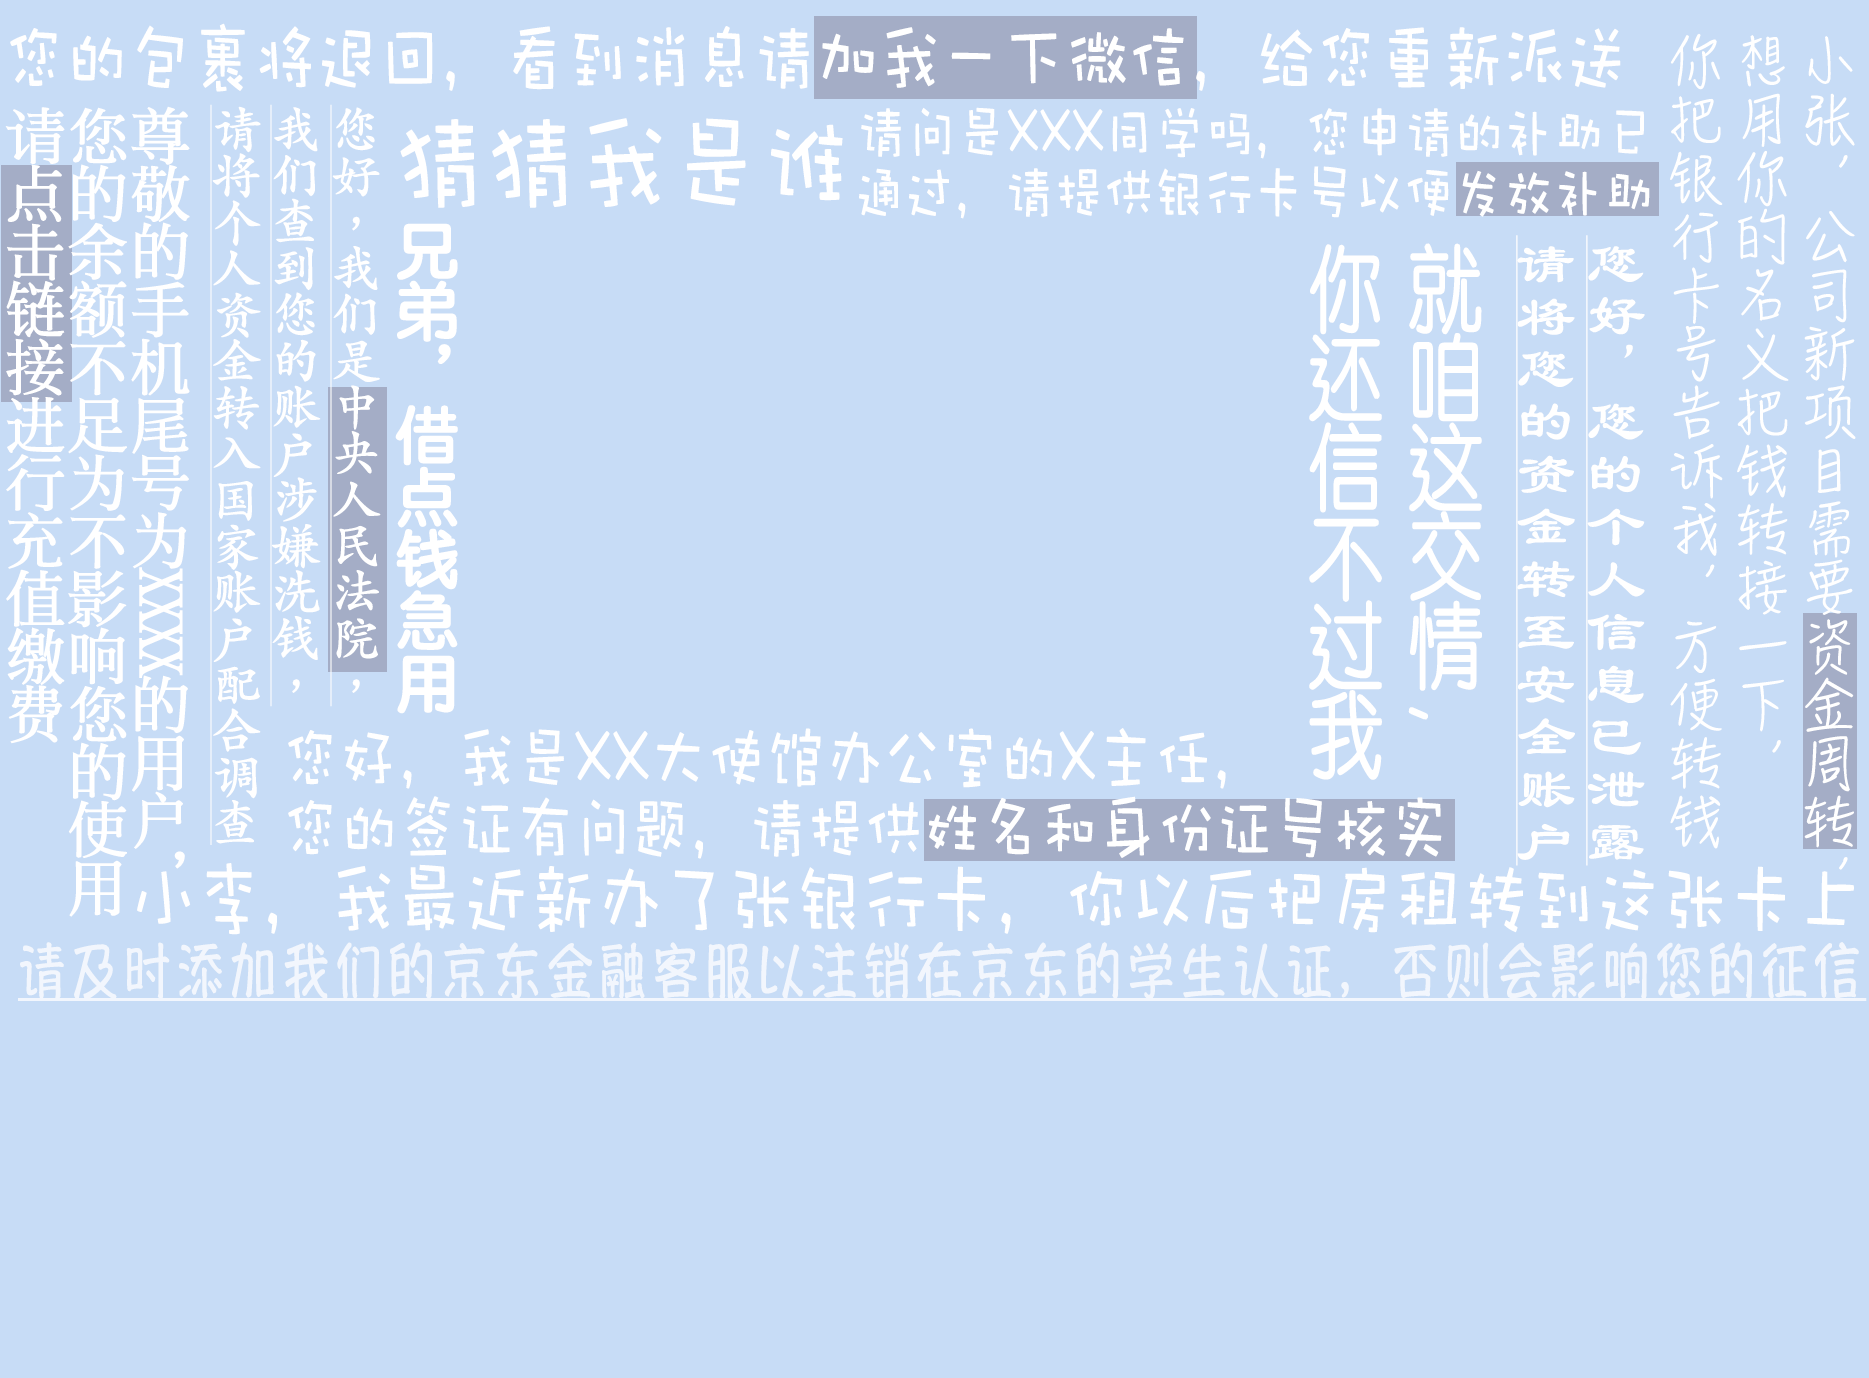 您的包裹将退回，看到消息请加我一下微信，给您重新派送
尊敬的手机尾号为XXXX的用户，
您的余额不足为不影响您的使用
请点击链接进行充值缴费
您好，我们是中央人民法院，
我们查到您的账户涉嫌洗钱，
请将个人资金转入国家账户配合调查
猜猜我是谁
请问是XXX同学吗，您申请的补助已
通过，请提供银行卡号以便发放补助
兄弟，借点钱急用
就咱这交情、
你还信不过我
您好，您的个人信息已泄露
请将您的资金转至安全账户
小张，公司新项目需要资金周转，
想用你的名义把钱转接一下，
你把银行卡号告诉我，方便转钱
您好，我是XX大使馆办公室的X主任，
您的签证有问题，请提供姓名和身份证号核实
小李，我最近新办了张银行卡，你以后把房租转到这张卡上
请及时添加我们的京东金融客服以注销在京东的学生认证，否则会影响您的征信